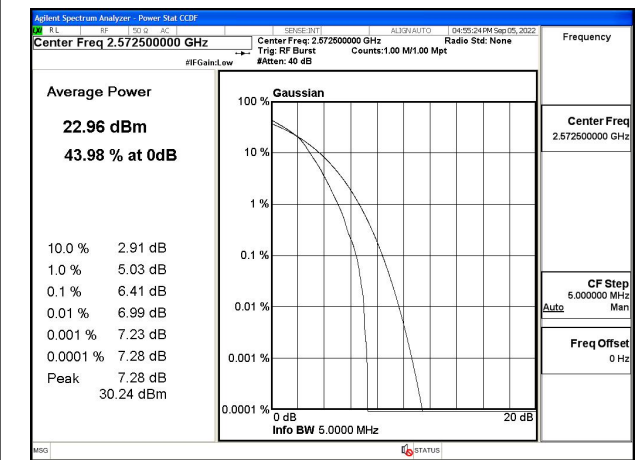 Agilent Spectrum Analyzer - Power Stat CCDF
LXI RL RF 50 Ω AC SENSE:INT ALIGN AUTO 04:55:24 PM Sep 05, 2022
Center Freq 2.572500000 GHz
Center Freq: 2.572500000 GHz Radio Std: None
Trig: RF Burst Counts:1.00 M/1.00 Mpt
#IFGain:Low #Atten: 40 dB
Frequency
Average Power
22.96 dBm
43.98 % at 0dB
10.0 % 2.91 dB
1.0 % 5.03 dB
0.1 % 6.41 dB
0.01 % 6.99 dB
0.001 % 7.23 dB
0.0001 % 7.28 dB
Peak 7.28 dB
30.24 dBm
Gaussian
100 %
10 %
1 %
0.1 %
0.01 %
0.001 %
0.0001 %
0 dB 20 dB
Info BW 5.0000 MHz
Center Freq
2.572500000 GHz
CF Step
5.000000 MHz
Auto Man
Freq Offset
0 Hz
MSG STATUS